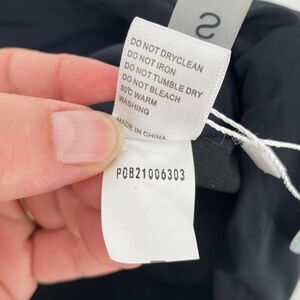 S
DO NOT DRYCLEAN
DO NOT IRON
DO NOT TUMBLE DRY
DO NOT BLEACH
30°C WARM
WASHING
MADE IN CHINA
POB21006303